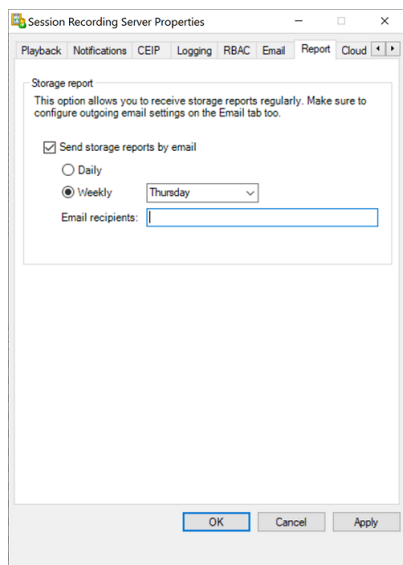 Session Recording Server Properties
Playback Notifications CEIP Logging RBAC Email Report Cloud
Storage report
This option allows you to receive storage reports regularly. Make sure to
configure outgoing email settings on the Email tab too.
Send storage reports by email
Daily
Weekly Thursday
Email recipients:
OK Cancel Apply